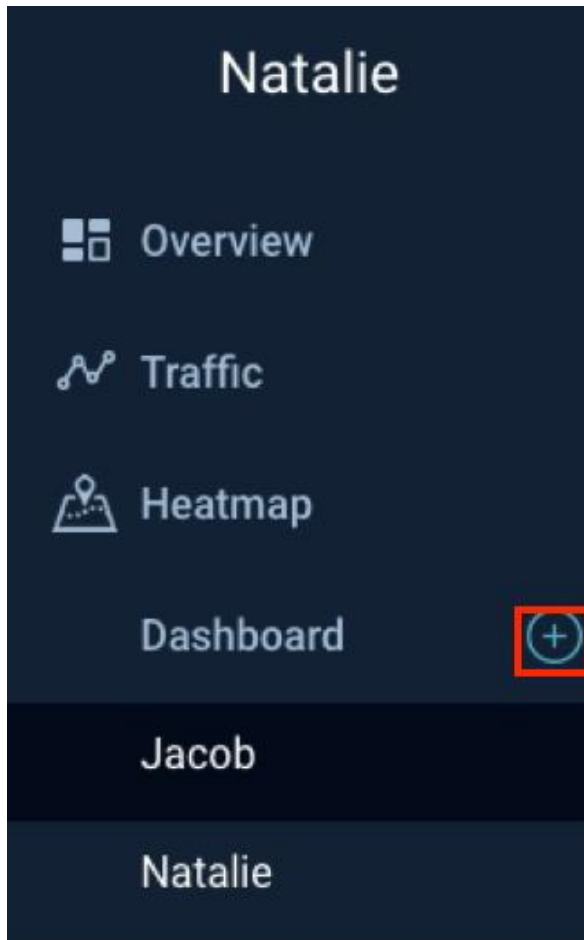 Natalie
Overview
Traffic
Heatmap
Dashboard
Jacob
Natalie